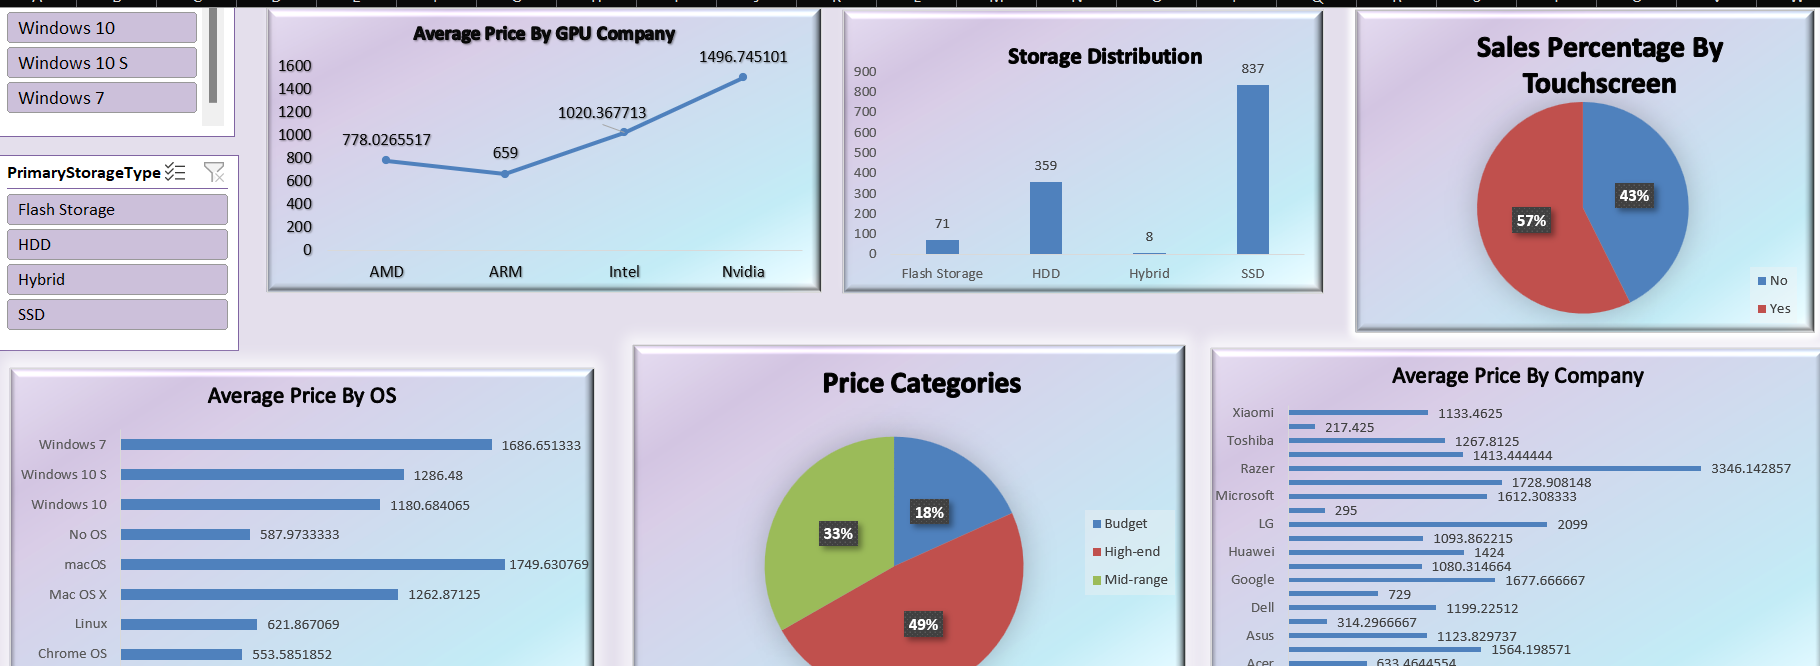 Windows 10
Windows 10 S
Windows 7
PrimaryStorageType
Flash Storage
HDD
Hybrid
SSD
Average Price By GPU Company
1600
1400
1200
1000
800
600
400
200
0
778.0265517
659
1020.367713
1496.745101
AMD
ARM
Intel
Nvidia
Storage Distribution
900
800
700
600
500
400
300
200
100
0
71
359
8
837
Flash Storage
HDD
Hybrid
SSD
Sales Percentage By
Touchscreen
43%
57%
No
Yes
Average Price By OS
Windows 7 1686.651333
Windows 10 S 1286.48
Windows 10 1180.684065
No OS 587.9733333
macOS 1749.630769
Mac OS X 1262.87125
Linux 621.867069
Chrome OS 553.5851852
Price Categories
18%
33%
49%
Budget
High-end
Mid-range
Average Price By Company
Xiaomi 1133.4625
217.425
Toshiba 1267.8125
1413.444444
Razer 3346.142857
1728.908148
Microsoft 1612.308333
295
LG 2099
1093.862215
Huawei 1424
1080.314664
Google 1677.666667
729
Dell 1199.22512
314.2966667
Asus 1123.829737
1564.198571
Acer 633.4644554